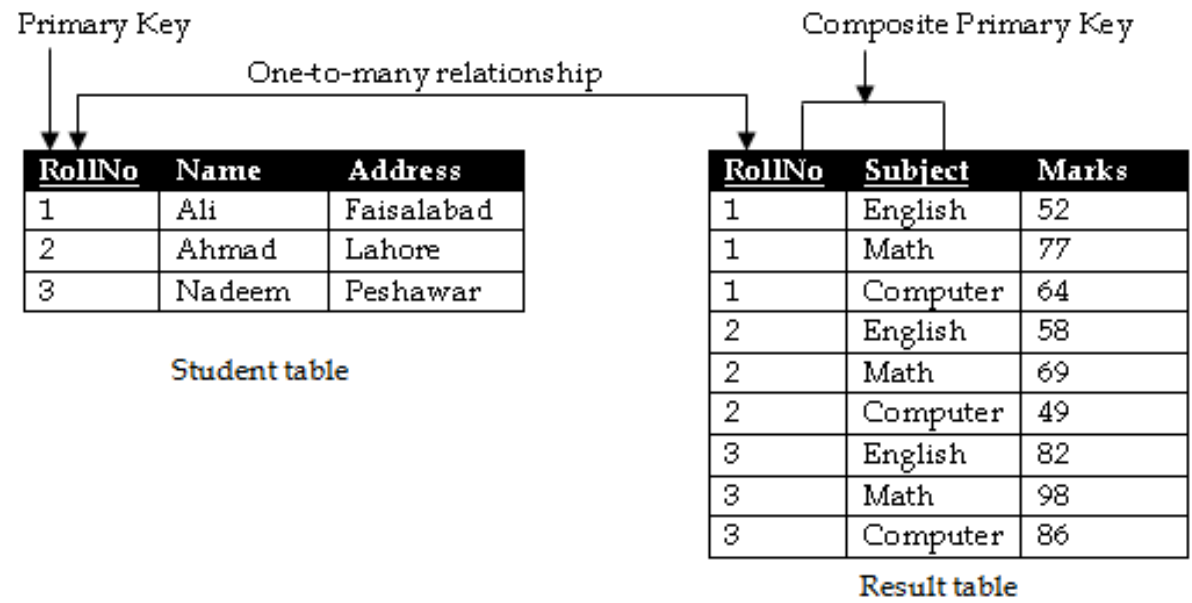 Primary Key
Composite Primary Key
One-to-many relationship
RollNo Name Address
1 Ali Faisalabad
2 Ahmad Lahore
3 Nadeem Peshawar
Student table
RollNo Subject Marks
1 English 52
1 Math 77
1 Computer 64
2 English 58
2 Math 69
2 Computer 49
3 English 82
3 Math 98
3 Computer 86
Result table